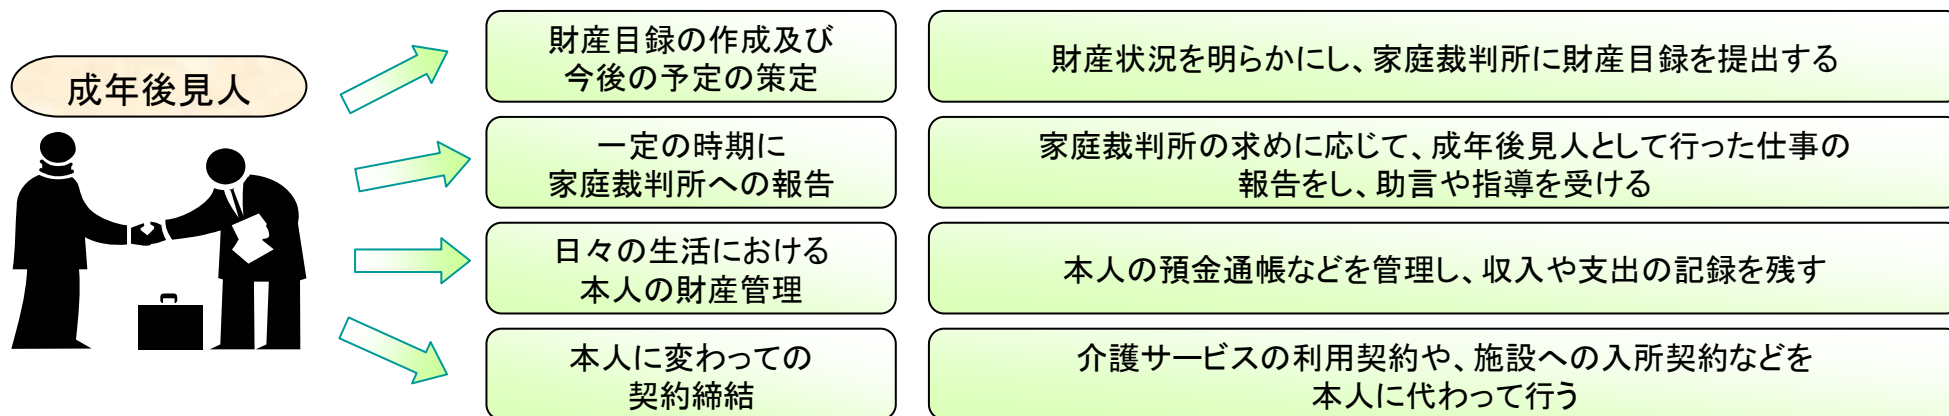 成年後見人
財産目録の作成及び
今後の予定の策定
財産状況を明らかにし、家庭裁判所に財産目録を提出する
一定の時期に
家庭裁判所への報告
家庭裁判所の求めに応じて、成年後見人として行った仕事の
報告をし、助言や指導を受ける
日々の生活における
本人の財産管理
本人の預金通帳などを管理し、収入や支出の記録を残す
本人に変わっての
契約締結
介護サービスの利用契約や、施設への入所契約などを
本人に代わって行う